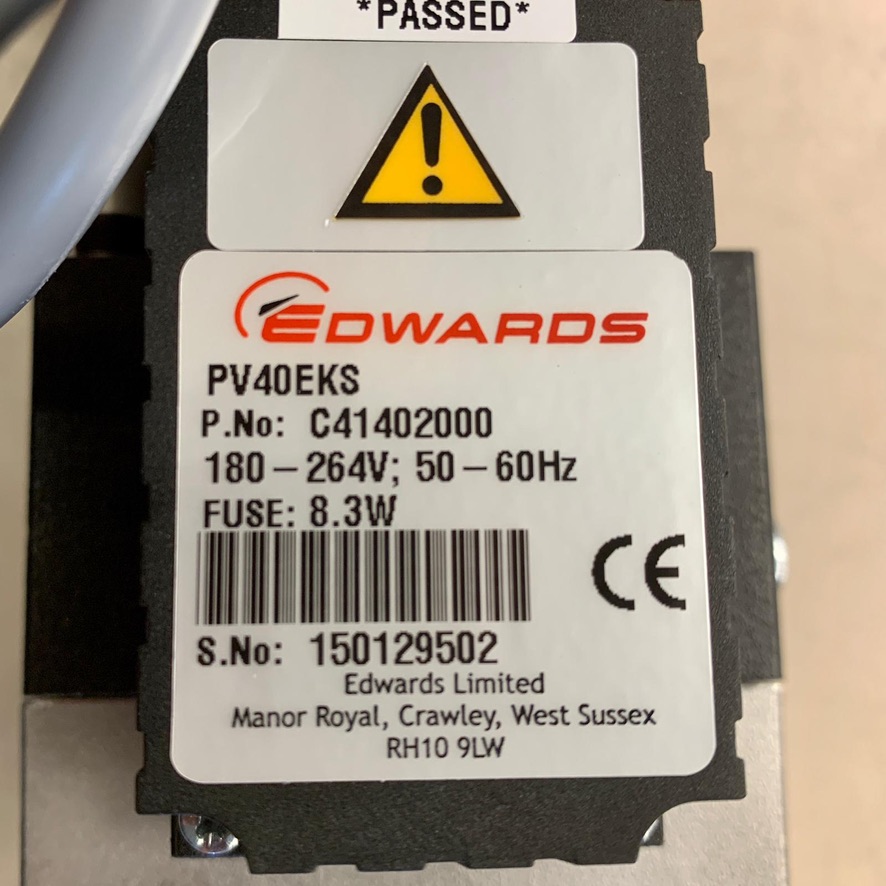 *PASSED*
EDWARDS
PV40EKS
P.No: C41402000
180-264V; 50-60Hz
FUSE: 8.3W
CE
S.No: 150129502
Edwards Limited
Manor Royal, Crawley, West Sussex
RH10 9LW